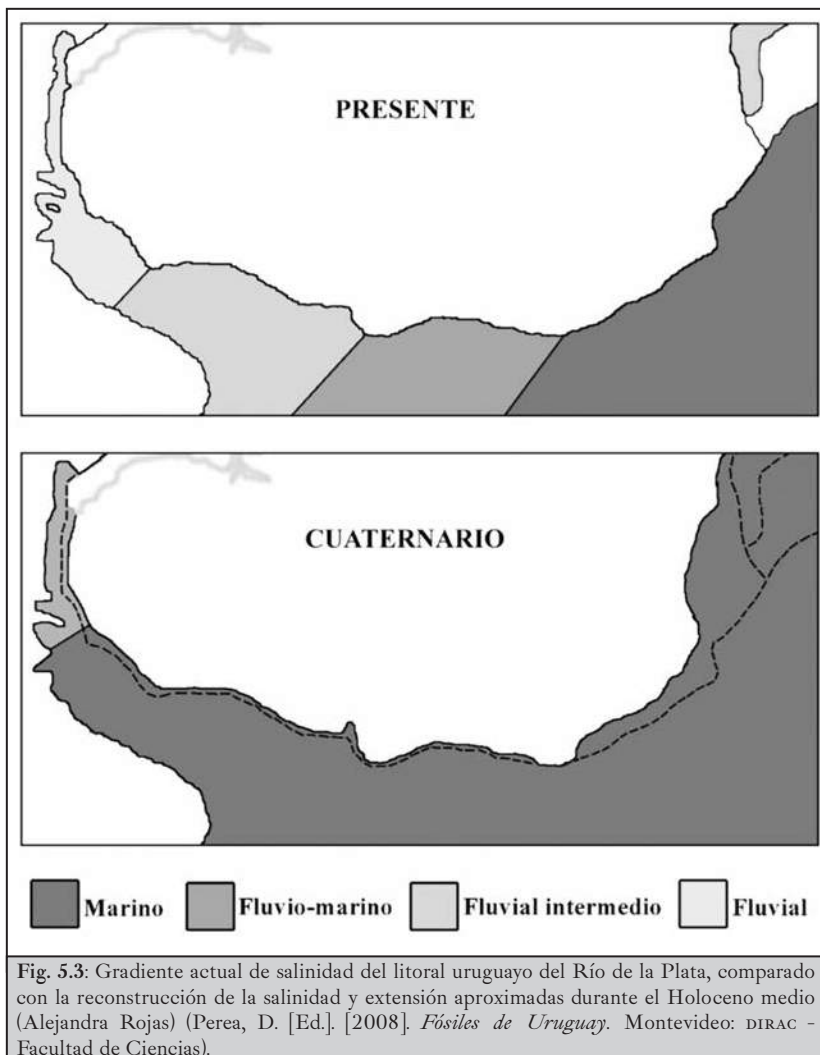 PRESENTE
CUATERNARIO
Marino
Fluvio-marino
Fluvial intermedio
Fluvial
Fig. 5.3: Gradiente actual de salinidad del litoral uruguayo del Río de la Plata, comparado
con la reconstrucción de la salinidad y extensión aproximadas durante el Holoceno medio
(Alejandra Rojas) (Perea, D. [Ed.]. [2008]. Fósiles de Uruguay. Montevideo: DIRAC -
Facultad de Ciencias).